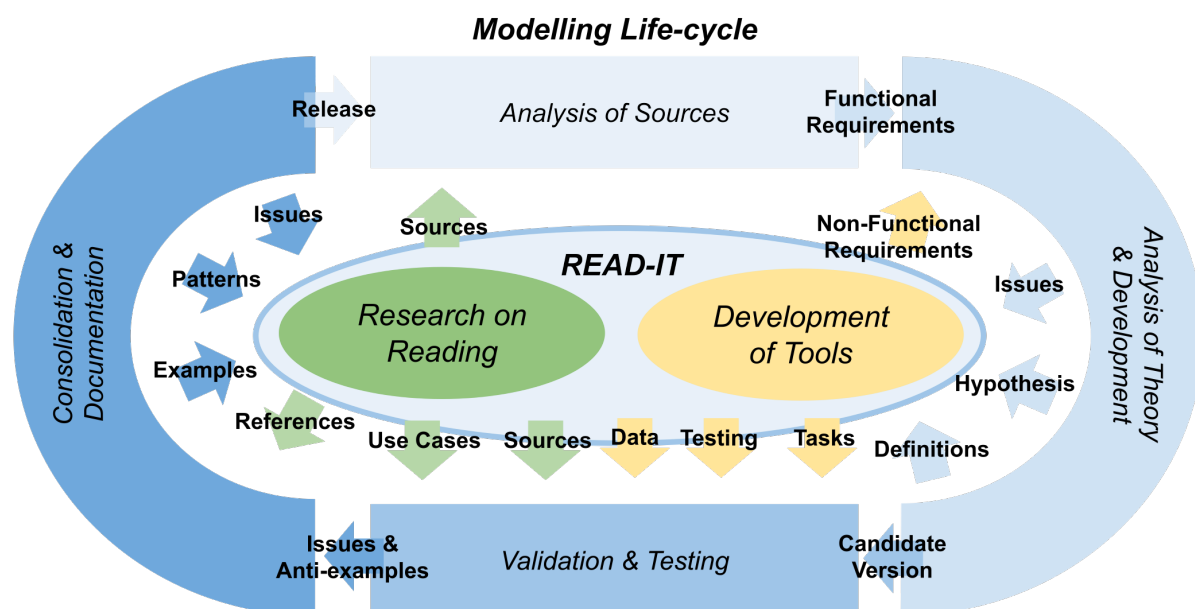 Modelling Life-cycle
Release
Analysis of Sources
Functional
Requirements
Issues
Sources
Non-Functional
Requirements
Consolidation &
Documentation
Patterns
READ-IT
Issues
Analysis of Theory
& Development
Research on
Reading
Development
of Tools
Examples
Hypothesis
References
Use Cases
Sources
Data
Testing
Tasks
Definitions
Issues &
Anti-examples
Validation & Testing
Candidate
Version